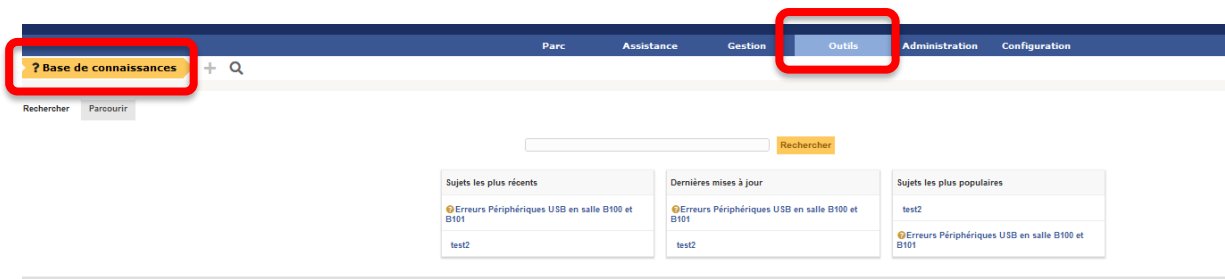 Parc Assistance Gestion Outils Administration Configuration
? Base de connaissances
Rechercher Parcourir
Rechercher
Sujets les plus récents
Erreurs Périphériques USB en salle B100 et
B101
test2
Dernières mises à jour
Erreurs Périphériques USB en salle B100 et
B101
test2
Sujets les plus populaires
test2
Erreurs Périphériques USB en salle B100 et
B101